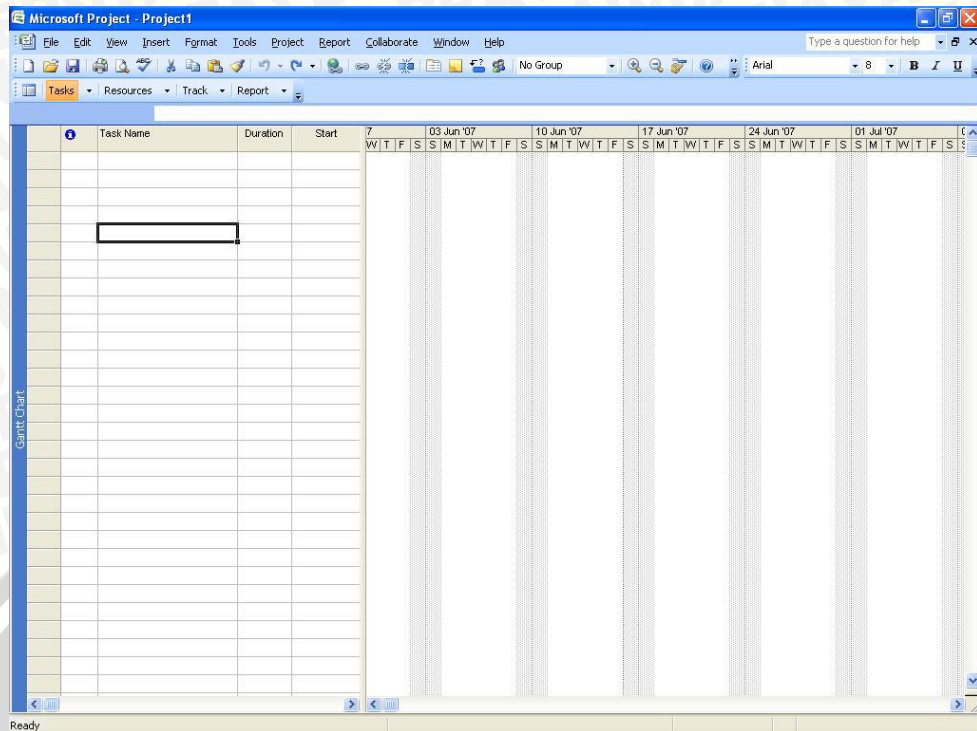 Microsoft Project - Project1
File Edit View Insert Format Tools Project Report Collaborate Window Help Type a question for help
ABC No Group Arial 8 B I U
Tasks Resources Track Report
Task Name Duration Start 7 03 Jun '07 10 Jun '07 17 Jun '07 24 Jun '07 01 Jul '07
W T F S S M T W T F S S M T W T F S S M T W T F S S M T W T F S S M T W T F S
Gantt Chart
Ready